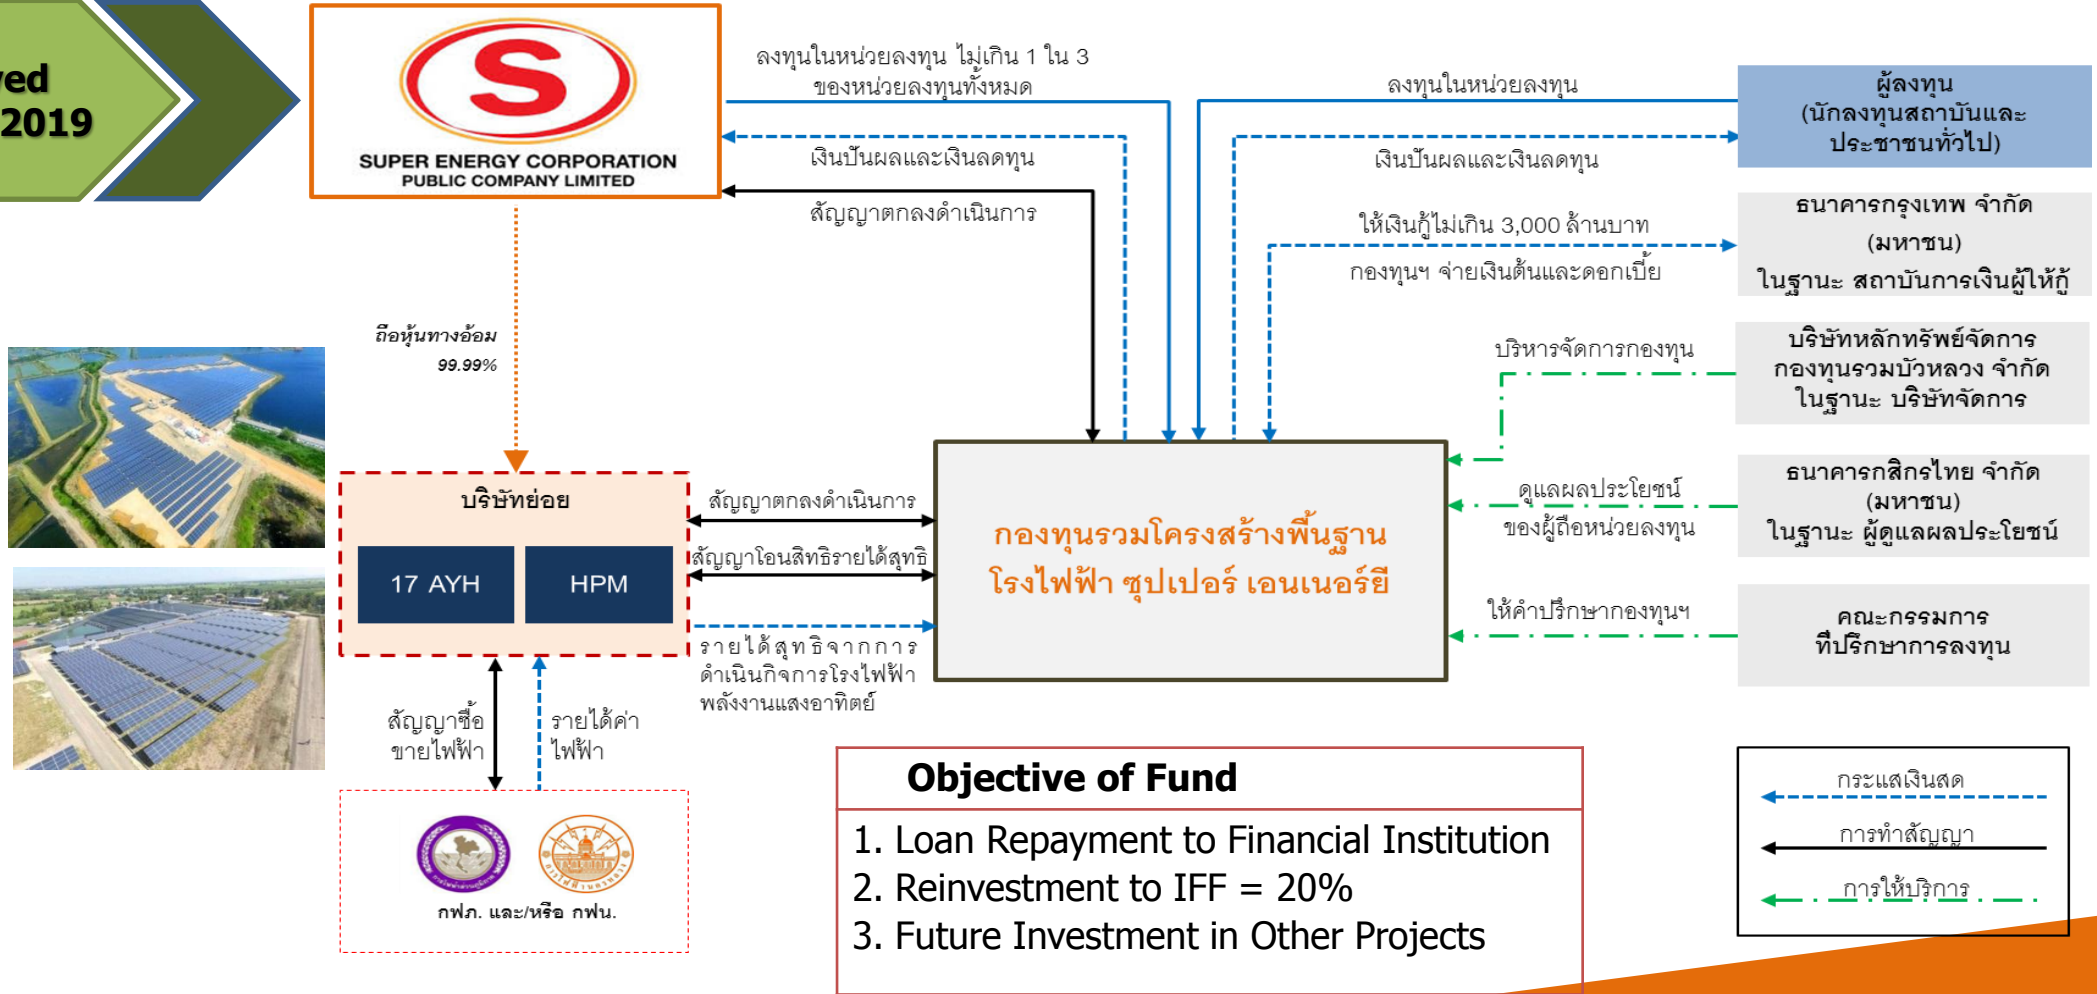 ved
2019
S
SUPER ENERGY CORPORATION
PUBLIC COMPANY LIMITED
ลงทุนในหน่วยลงทุน ไม่เกิน 1 ใน 3
ของหน่วยลงทุนทั้งหมด
เงินปันผลและเงินลดทุน
สัญญาตกลงดำเนินการ
ลงทุนในหน่วยลงทุน
เงินปันผลและเงินลดทุน
ให้เงินกู้ไม่เกิน 3,000 ล้านบาท
กองทุนฯ จ่ายเงินต้นและดอกเบี้ย
ผู้ลงทุน
(นักลงทุนสถาบันและ
ประชาชนทั่วไป)
ธนาคารกรุงเทพ จำกัด
(มหาชน)
ในฐานะ สถาบันการเงินผู้ให้กู้
ถือหุ้นทางอ้อม
99.99%
บริหารจัดการกองทุน
บริษัทหลักทรัพย์จัดการ
กองทุนรวมบัวหลวง จำกัด
ในฐานะ บริษัทจัดการ
บริษัทย่อย
17 AYH
HPM
สัญญาตกลงดำเนินการ
สัญญาโอนสิทธิรายได้สุทธิ
รายได้สุทธิจากการ
ดำเนินกิจการโรงไฟฟ้า
พลังงานแสงอาทิตย์
กองทุนรวมโครงสร้างพื้นฐาน
โรงไฟฟ้า ซุปเปอร์ เอนเนอร์ยี
ดูแลผลประโยชน์
ของผู้ถือหน่วยลงทุน
ธนาคารกสิกรไทย จำกัด
(มหาชน)
ในฐานะ ผู้ดูแลผลประโยชน์
ให้คำปรึกษากองทุนฯ
คณะกรรมการ
ที่ปรึกษาการลงทุน
สัญญาซื้อ
ขายไฟฟ้า
รายได้ค่า
ไฟฟ้า
กฟภ. และ/หรือ กฟน.
Objective of Fund
1. Loan Repayment to Financial Institution
2. Reinvestment to IFF = 20%
3. Future Investment in Other Projects
กระแสเงินสด
การทำสัญญา
การให้บริการ